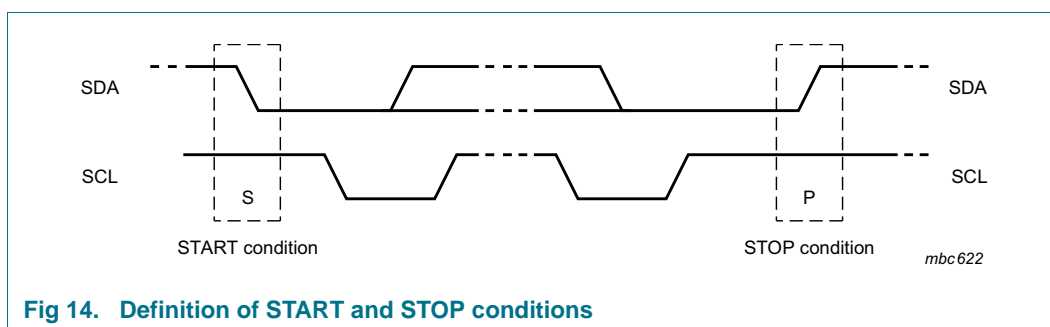 SDA SDA
SCL SCL
S P
START condition STOP condition
mbc622
Fig 14. Definition of START and STOP conditions